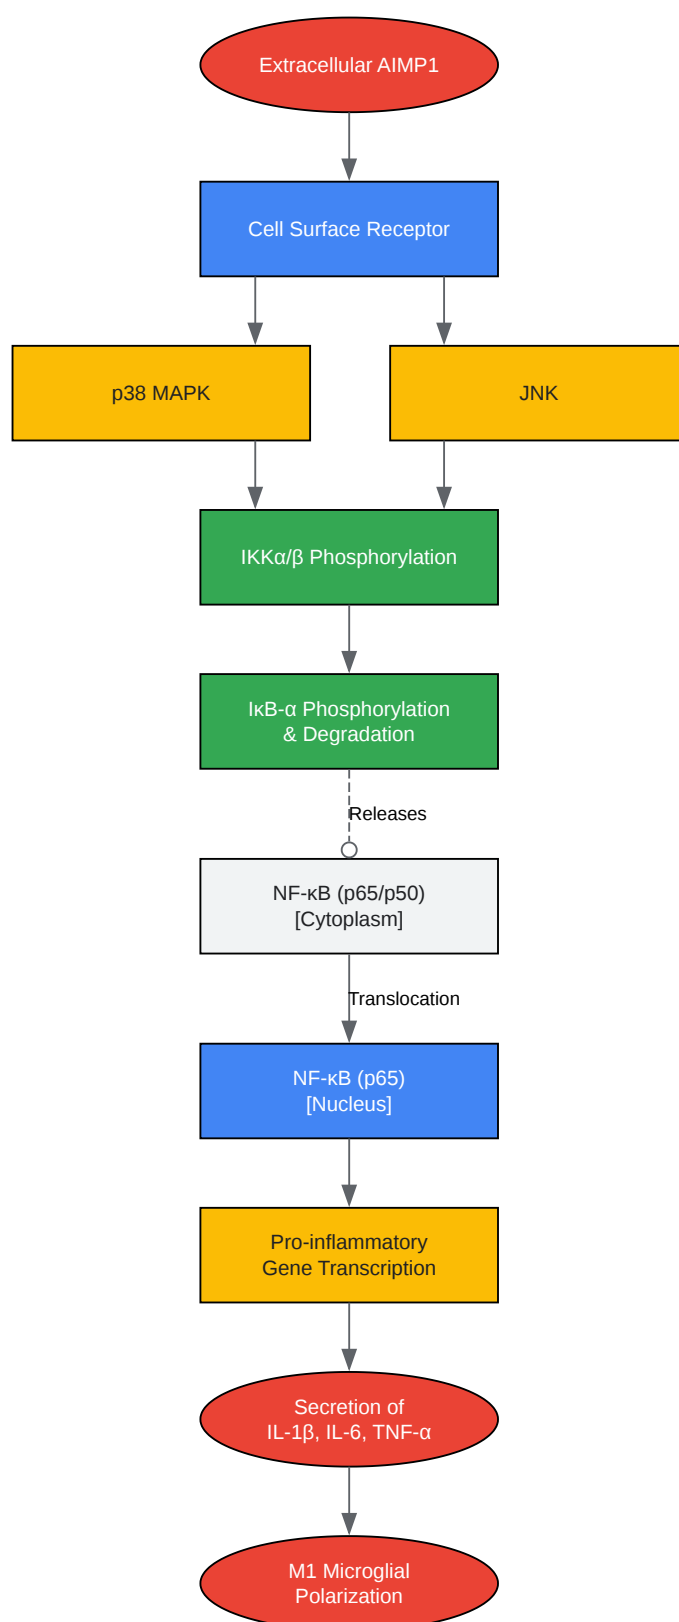 Extracellular AIMP1
Cell Surface Receptor
p38 MAPK
JNK
IKKα/β Phosphorylation
IκB-α Phosphorylation
& Degradation
Releases
NF-κB (p65/p50)
[Cytoplasm]
Translocation
NF-κB (p65)
[Nucleus]
Pro-inflammatory
Gene Transcription
Secretion of
IL-1β, IL-6, TNF-α
M1 Microglial
Polarization